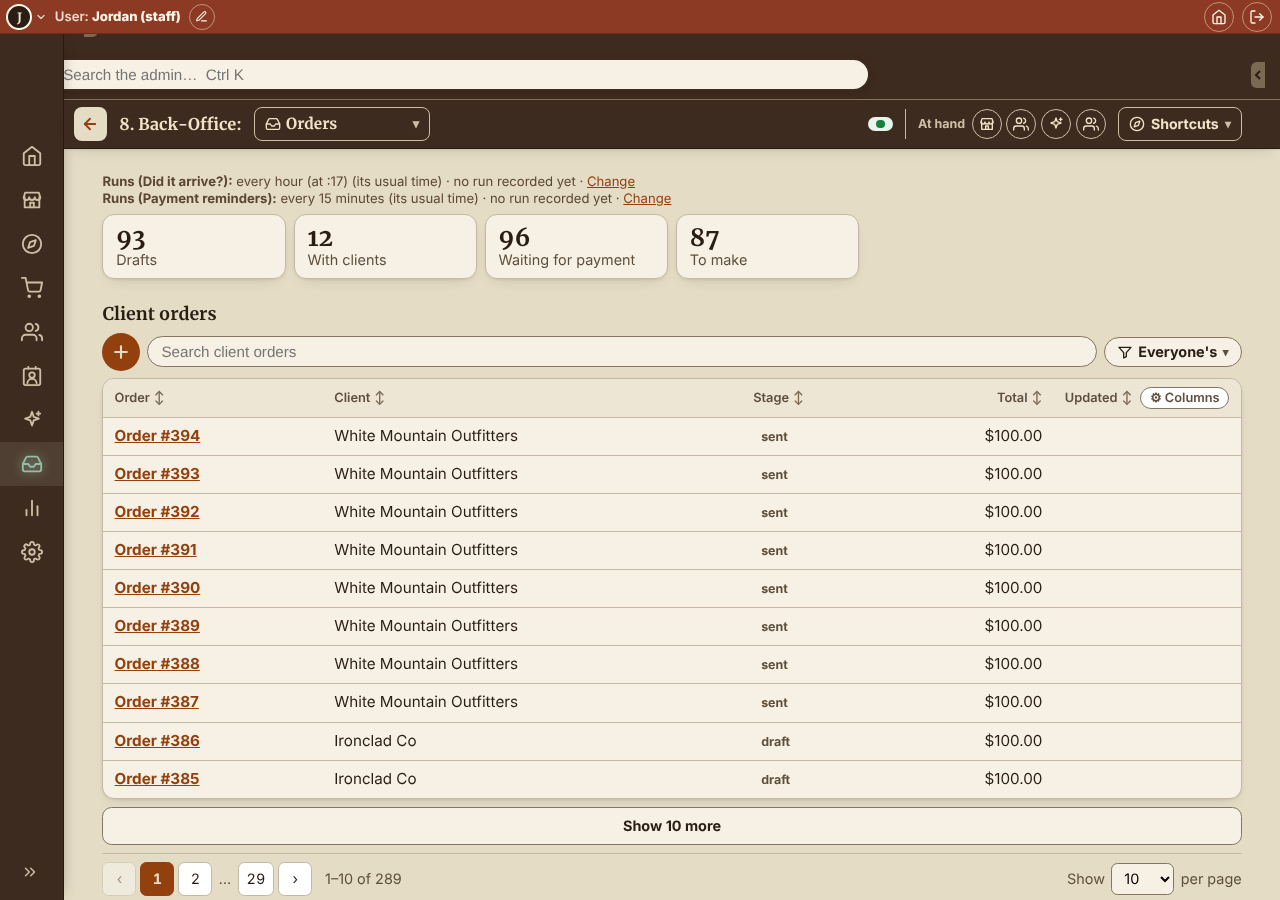 J User: Jordan (staff)
Search the admin… Ctrl K
8. Back-Office: Orders ▾ At hand Shortcuts ▾
Runs (Did it arrive?): every hour (at :17) (its usual time) · no run recorded yet · Change
Runs (Payment reminders): every 15 minutes (its usual time) · no run recorded yet · Change
93 12 96 87
Drafts With clients Waiting for payment To make
Client orders
+ Search client orders Everyone's ▾
Order Client Stage Total Updated ⚙ Columns
Order #394 White Mountain Outfitters sent $100.00
Order #393 White Mountain Outfitters sent $100.00
Order #392 White Mountain Outfitters sent $100.00
Order #391 White Mountain Outfitters sent $100.00
Order #390 White Mountain Outfitters sent $100.00
Order #389 White Mountain Outfitters sent $100.00
Order #388 White Mountain Outfitters sent $100.00
Order #387 White Mountain Outfitters sent $100.00
Order #386 Ironclad Co draft $100.00
Order #385 Ironclad Co draft $100.00
Show 10 more
‹ 1 2 … 29 › 1–10 of 289 Show 10 per page